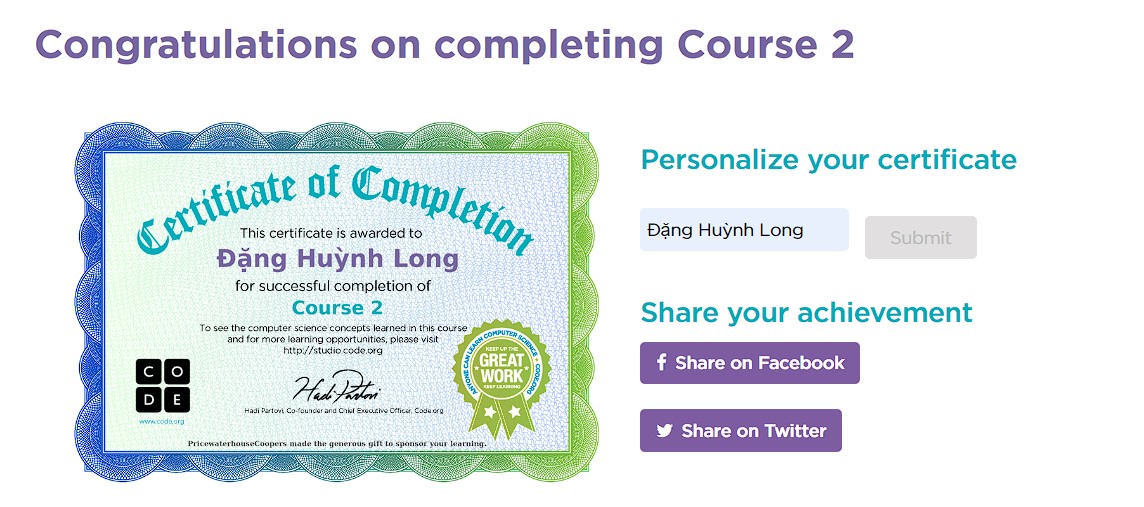 Congratulations on completing Course 2
Certificate of Completion
This certificate is awarded to
Đặng Huỳnh Long
for successful completion of
Course 2
To see the computer science concepts learned in this course
and for more learning opportunities, please visit
http://studio.code.org
ANYONE CAN LEARN COMPUTER SCIENCE • CODE.ORG
KEEP UP THE
GREAT
WORK
KEEP LEARNING
C O
D E
www.code.org
Hadi Partovi
Hadi Partovi, Co-founder and Chief Executive Officer, Code.org
PricewaterhouseCoopers made the generous gift to sponsor your learning.
Personalize your certificate
Đặng Huỳnh Long
Submit
Share your achievement
f Share on Facebook
Share on Twitter